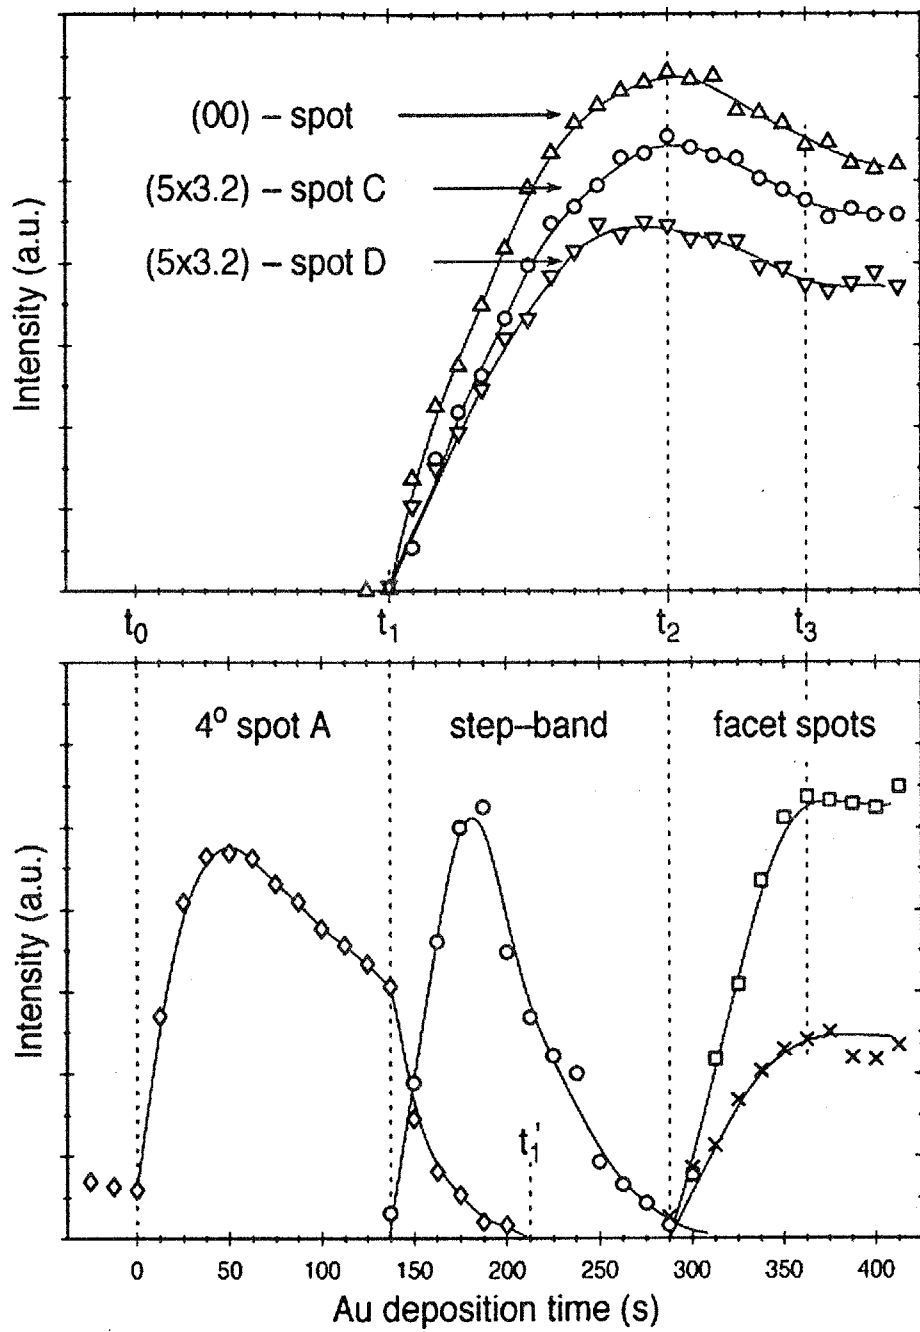 (00) – spot
(5x3.2) – spot C
(5x3.2) – spot D
Intensity (a.u.)
t0 t1 t2 t3
4° spot A step–band facet spots
Intensity (a.u.)
t1'
0 50 100 150 200 250 300 350 400
Au deposition time (s)